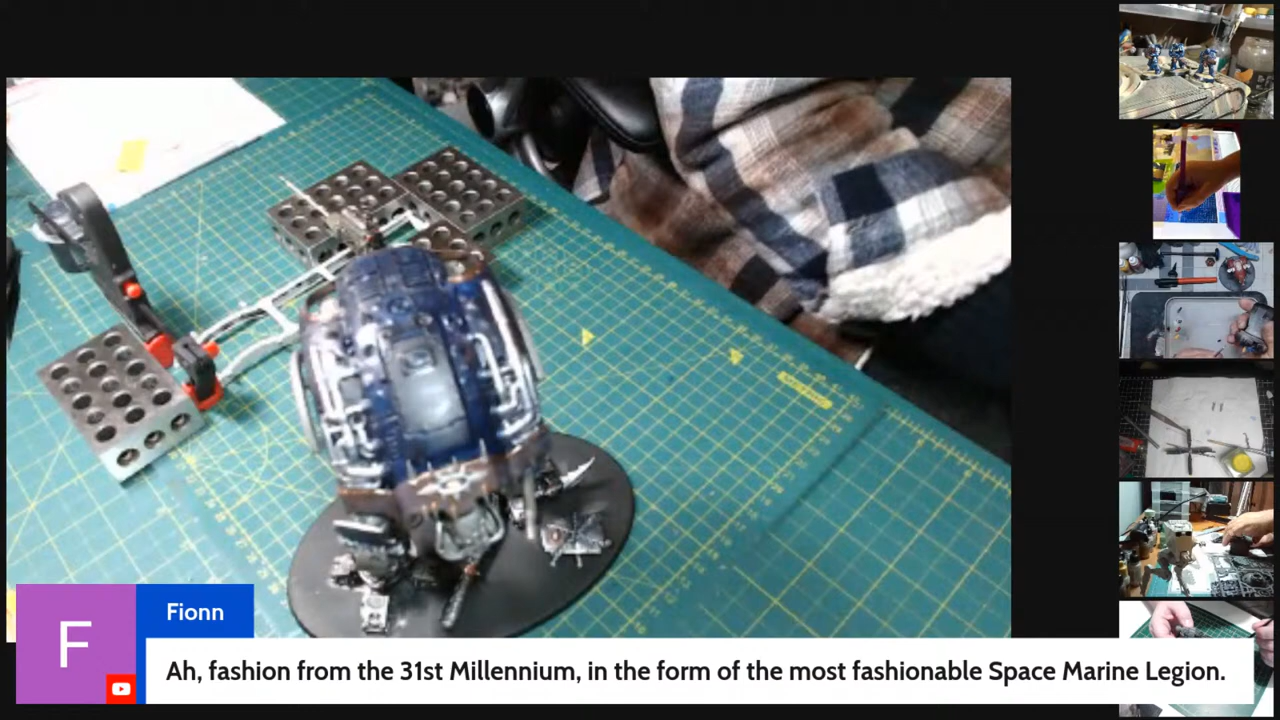 F
Fionn
Ah, fashion from the 31st Millennium, in the form of the most fashionable Space Marine Legion.